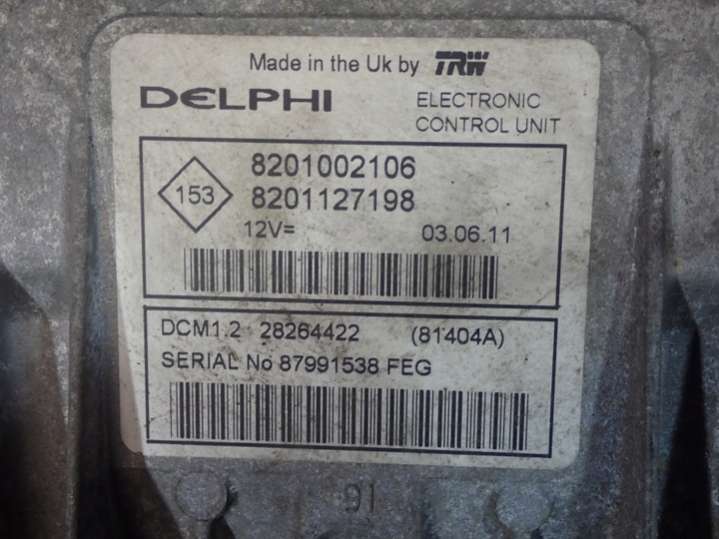 Made in the Uk by TRW
DELPHI
ELECTRONIC
CONTROL UNIT
153
8201002106
8201127198
12V= 03.06.11
DCM1.2 28264422 (81404A)
SERIAL No 87991538 FEG
91